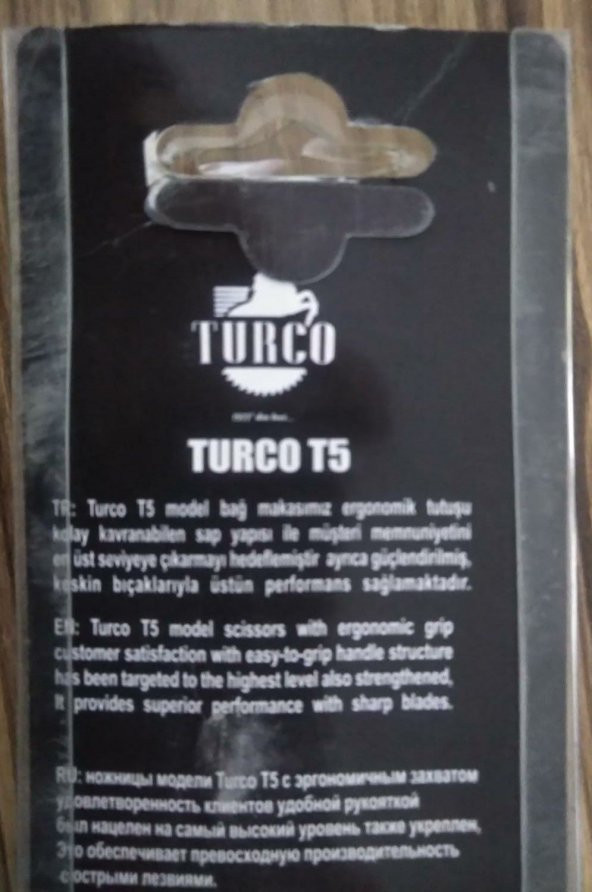 TURCO
TURCO T5
TR: Turco T5 model bağ makasımız ergonomik tutuşu
kolay kavranabilen sap yapısı ile müşteri memnuniyetini
en üst seviyeye çıkarmayı hedeflemiştir ayrıca güçlendirilmiş,
keskin bıçaklarıyla üstün performans sağlamaktadır.
EN: Turco T5 model scissors with ergonomic grip
customer satisfaction with easy-to-grip handle structure
has been targeted to the highest level also strengthened,
It provides superior performance with sharp blades.
RU: ножницы модели Turco T5 с эргономичным захватом
удовлетворенность клиентов удобной рукояткой
был нацелен на самый высокий уровень также укреплен,
Это обеспечивает превосходную производительность
с острыми лезвиями.